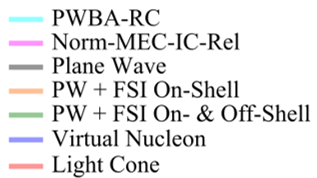 PWBA-RC
Norm-MEC-IC-Rel
Plane Wave
PW + FSI On-Shell
PW + FSI On- & Off-Shell
Virtual Nucleon
Light Cone